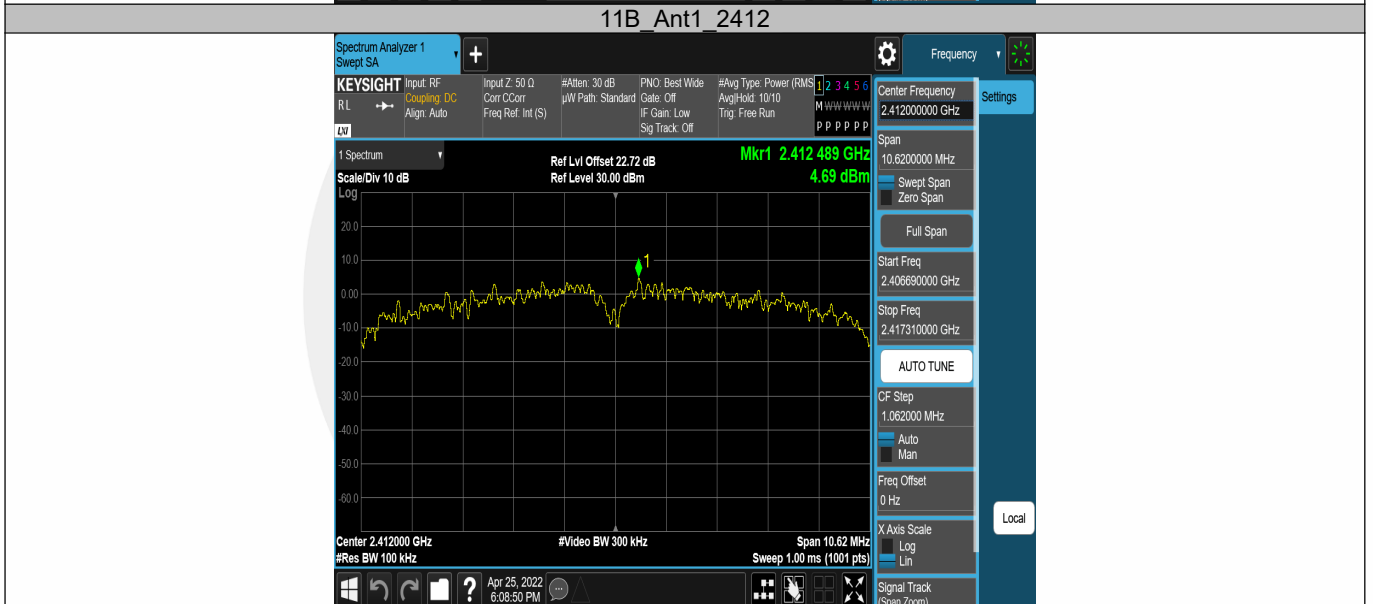 11B_Ant1_2412
Spectrum Analyzer 1
Swept SA
+
Frequency
KEYSIGHT
RL
LXI
Input: RF
Coupling: DC
Align: Auto
Input Z: 50 Ω
Corr CCorr
Freq Ref: Int (S)
#Atten: 30 dB
µW Path: Standard
PNO: Best Wide
Gate: Off
IF Gain: Low
Sig Track: Off
#Avg Type: Power (RMS
Avg|Hold: 10/10
Trig: Free Run
1 2 3 4 5 6
M W W W W W
P P P P P P
1 Spectrum
Scale/Div 10 dB
Log
Ref Lvl Offset 22.72 dB
Ref Level 30.00 dBm
Mkr1 2.412 489 GHz
4.69 dBm
20.0
10.0
0.00
-10.0
-20.0
-30.0
-40.0
-50.0
-60.0
1
Center 2.412000 GHz
#Res BW 100 kHz
#Video BW 300 kHz
Span 10.62 MHz
Sweep 1.00 ms (1001 pts)
Center Frequency
2.412000000 GHz
Settings
Span
10.6200000 MHz
Swept Span
Zero Span
Full Span
Start Freq
2.406690000 GHz
Stop Freq
2.417310000 GHz
AUTO TUNE
CF Step
1.062000 MHz
Auto
Man
Freq Offset
0 Hz
X Axis Scale
Log
Lin
Local
Signal Track
(Span Zoom)
?
Apr 25, 2022
6:08:50 PM